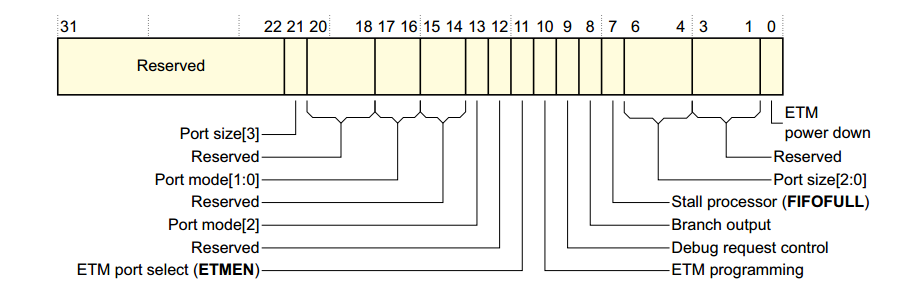 31 22 21 20 18 17 16 15 14 13 12 11 10 9 8 7 6 4 3 1 0
Reserved
ETM
power down
Port size[3]
Reserved
Reserved
Port mode[1:0]
Port size[2:0]
Reserved
Stall processor (FIFOFULL)
Port mode[2]
Branch output
Reserved
Debug request control
ETM port select (ETMEN)
ETM programming